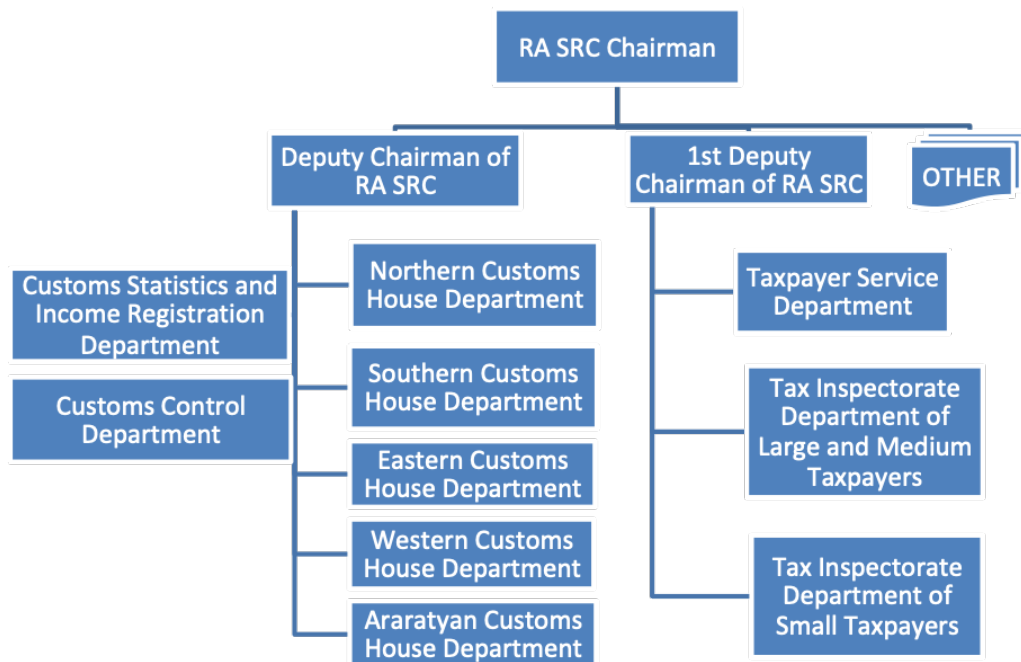 RA SRC Chairman
Deputy Chairman of
RA SRC
1st Deputy
Chairman of RA SRC
OTHER
Customs Statistics and
Income Registration
Department
Customs Control
Department
Northern Customs
House Department
Southern Customs
House Department
Eastern Customs
House Department
Western Customs
House Department
Araratyan Customs
House Department
Taxpayer Service
Department
Tax Inspectorate
Department of
Large and Medium
Taxpayers
Tax Inspectorate
Department of
Small Taxpayers